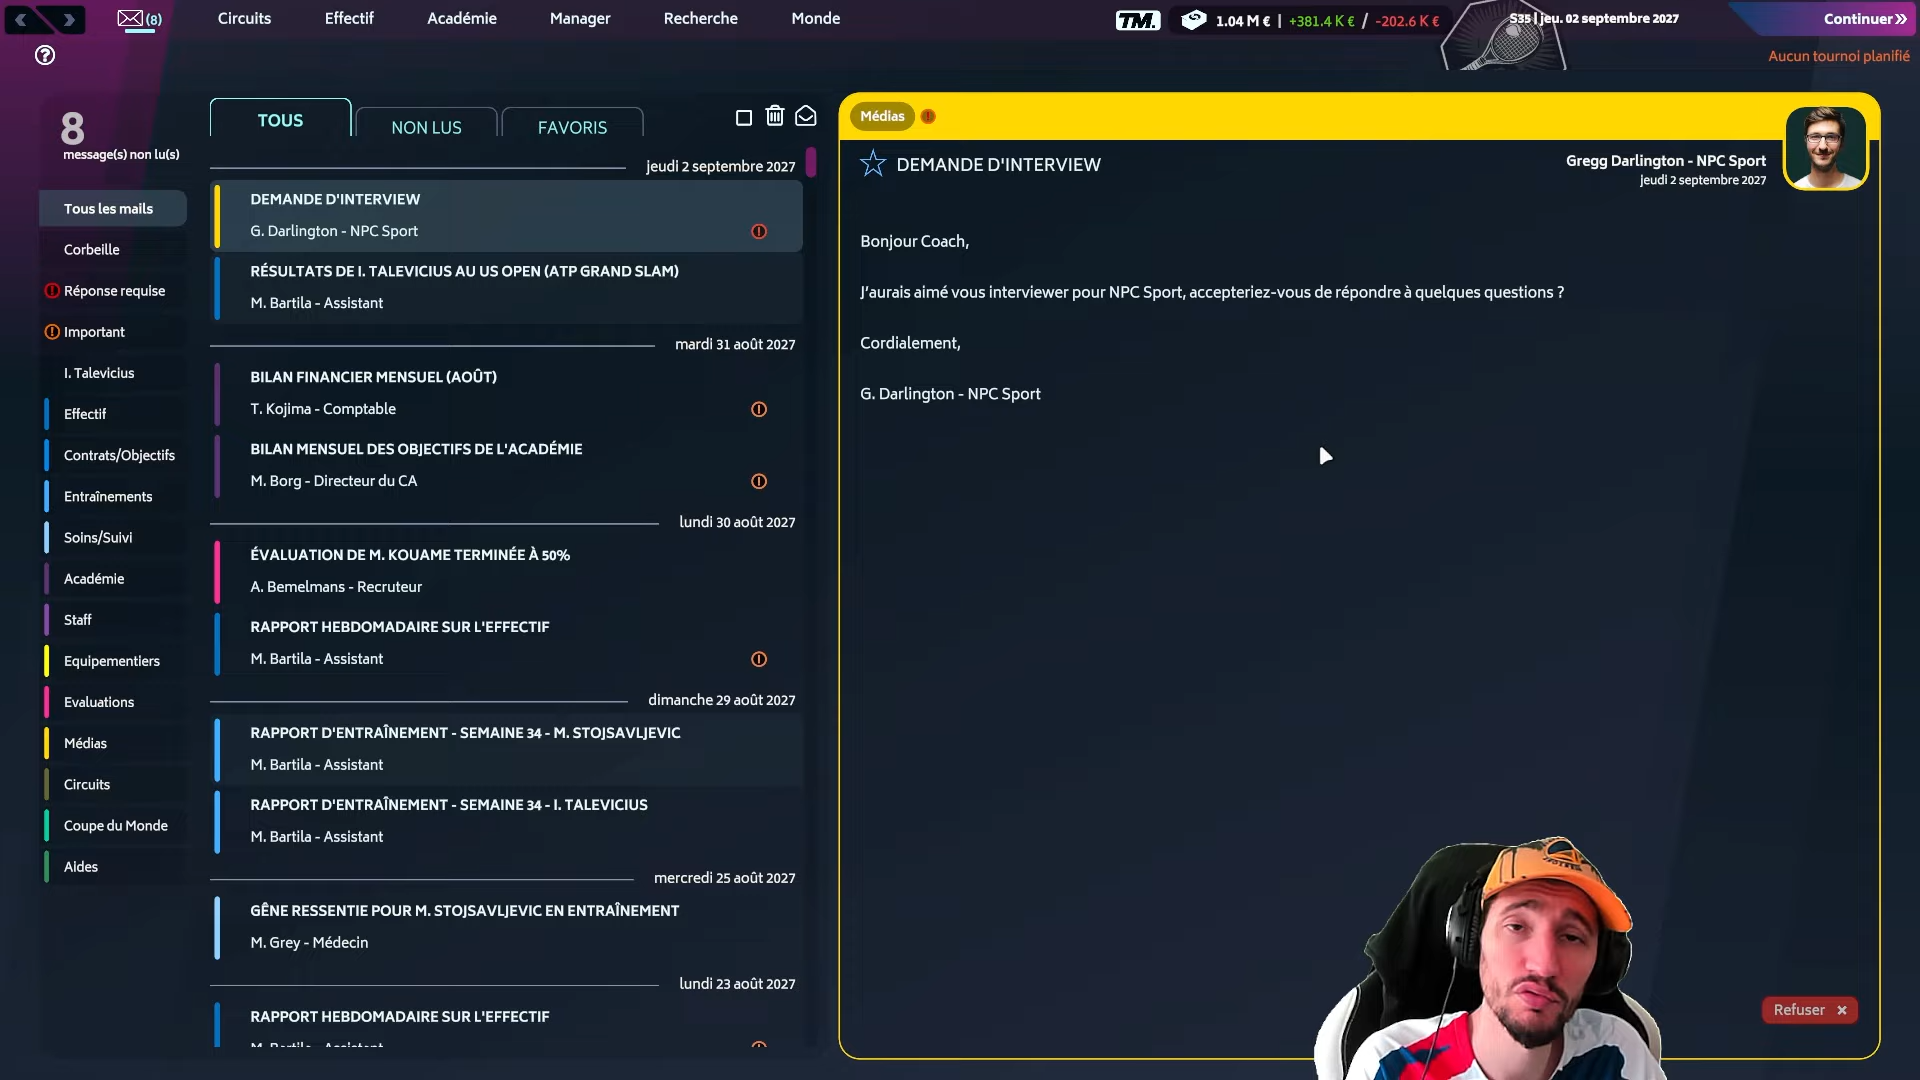 (8)
Circuits
Effectif
Académie
Manager
Recherche
Monde
TM.
1.04 M € | +381.4 K € / -202.6 K €
S35 | jeu. 02 septembre 2027
Continuer
Aucun tournoi planifié
8
message(s) non lu(s)
Tous les mails
Corbeille
Réponse requise
Important
I. Talevicius
Effectif
Contrats/Objectifs
Entraînements
Soins/Suivi
Académie
Staff
Equipementiers
Evaluations
Médias
Circuits
Coupe du Monde
Aides
TOUS
NON LUS
FAVORIS
jeudi 2 septembre 2027
DEMANDE D'INTERVIEW
G. Darlington - NPC Sport
RÉSULTATS DE I. TALEVICIUS AU US OPEN (ATP GRAND SLAM)
M. Bartila - Assistant
mardi 31 août 2027
BILAN FINANCIER MENSUEL (AOÛT)
T. Kojima - Comptable
BILAN MENSUEL DES OBJECTIFS DE L'ACADÉMIE
M. Borg - Directeur du CA
lundi 30 août 2027
ÉVALUATION DE M. KOUAME TERMINÉE À 50%
A. Bemelmans - Recruteur
RAPPORT HEBDOMADAIRE SUR L'EFFECTIF
M. Bartila - Assistant
dimanche 29 août 2027
RAPPORT D'ENTRAÎNEMENT - SEMAINE 34 - M. STOJSAVLJEVIC
M. Bartila - Assistant
RAPPORT D'ENTRAÎNEMENT - SEMAINE 34 - I. TALEVICIUS
M. Bartila - Assistant
mercredi 25 août 2027
GÊNE RESSENTIE POUR M. STOJSAVLJEVIC EN ENTRAÎNEMENT
M. Grey - Médecin
lundi 23 août 2027
RAPPORT HEBDOMADAIRE SUR L'EFFECTIF
M. Bartila - Assistant
Médias
DEMANDE D'INTERVIEW
Gregg Darlington - NPC Sport
jeudi 2 septembre 2027
Bonjour Coach,
J'aurais aimé vous interviewer pour NPC Sport, accepteriez-vous de répondre à quelques questions ?
Cordialement,
G. Darlington - NPC Sport
Refuser